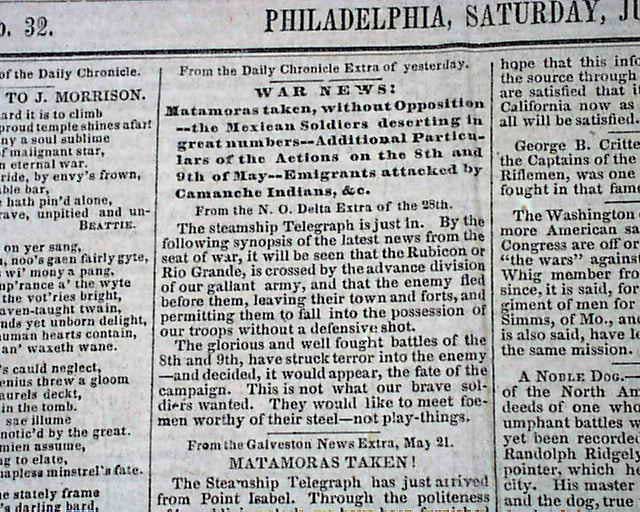 O. 32.
PHILADELPHIA, SATURDAY, JU
of the Daily Chronicle.
TO J. MORRISON.
ard it is to climb
proud temple shines afar!
ny a soul sublime
of malignant star,
n eternal war.
ride, by envy's frown,
ble bar,
hath pin'd alone,
rave, unpitied and un-
BEATTIE.
on yer sang,
, noo's gaen fairly gyte,
wi' mony a pang,
mp'rance a' the wyte
the vot'ries bright,
eaven-taught twain,
nds yet unborn delight,
human hearts contain,
an' waxeth wane.
's could neglect,
genius threw a gloom
laurels deckt,
in the tomb.
sae illume
notic'd by the great.
mien assume,
g to elate,
hapless minstrel's fate.
e stately frame
's darling bard,
From the Daily Chronicle Extra of yesterday.
WAR NEWS!
Matamoras taken, without Opposition
--the Mexican Soldiers deserting in
great numbers--Additional Particu-
lars of the Actions on the 8th and
9th of May--Emigrants attacked by
Camanche Indians, &c.
From the N. O. Delta Extra of the 28th.
The steamship Telegraph is just in. By the
following synopsis of the latest news from the
seat of war, it will be seen that the Rubicon or
Rio Grande, is crossed by the advance division
of our gallant army, and that the enemy fled
before them, leaving their town and forts, and
permitting them to fall into the possession of
our troops without a defensive shot.
The glorious and well fought battles of the
8th and 9th, have struck terror into the enemy
—and decided, it would appear, the fate of the
campaign. This is not what our brave sol-
diers wanted. They would like to meet foe-
men worthy of their steel—not play-things.
From the Galveston News Extra, May 21.
MATAMORAS TAKEN!
The Steamship Telegraph has just arrived
from Point Isabel. Through the politeness
hope that this info
the source through
are satisfied that it
California now as
all will be satisfied.
George B. Critte
the Captains of the
Riflemen, was one
fought in that fam
The Washington
more American sa
Congress are off or
"the wars" against
Whig member fro
since, it is said, for
giment of men for
Simms, of Mo., and
is also said, have le
the same mission.
A NOBLE DOG.—
of the North Am
deeds of one who
umphant battles w
yet been recorded
Randolph Ridgely
pointer, which he
city. His master
and the dog, true